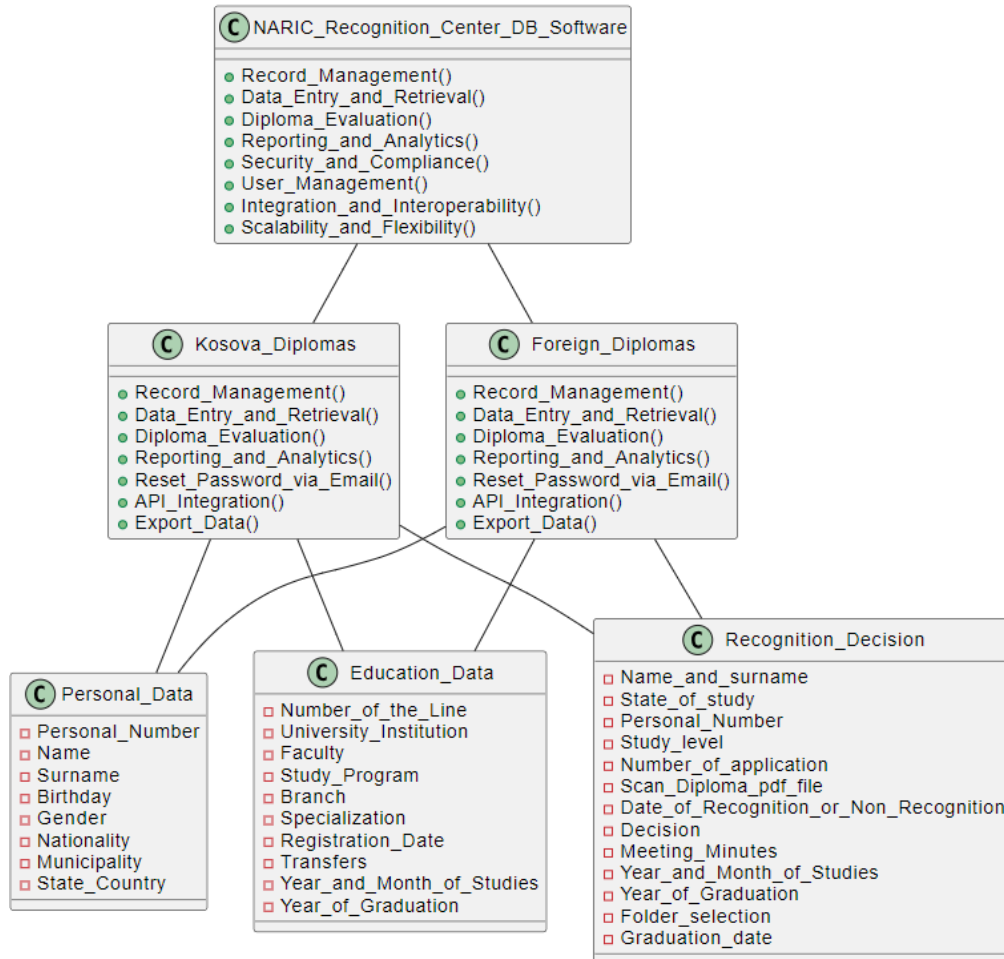 C NARIC_Recognition_Center_DB_Software
Record_Management()
Data_Entry_and_Retrieval()
Diploma_Evaluation()
Reporting_and_Analytics()
Security_and_Compliance()
User_Management()
Integration_and_Interoperability()
Scalability_and_Flexibility()
C Kosova_Diplomas
Record_Management()
Data_Entry_and_Retrieval()
Diploma_Evaluation()
Reporting_and_Analytics()
Reset_Password_via_Email()
API_Integration()
Export_Data()
C Foreign_Diplomas
Record_Management()
Data_Entry_and_Retrieval()
Diploma_Evaluation()
Reporting_and_Analytics()
Reset_Password_via_Email()
API_Integration()
Export_Data()
C Personal_Data
Personal_Number
Name
Surname
Birthday
Gender
Nationality
Municipality
State_Country
C Education_Data
Number_of_the_Line
University_Institution
Faculty
Study_Program
Branch
Specialization
Registration_Date
Transfers
Year_and_Month_of_Studies
Year_of_Graduation
C Recognition_Decision
Name_and_surname
State_of_study
Personal_Number
Study_level
Number_of_application
Scan_Diploma_pdf_file
Date_of_Recognition_or_Non_Recognition
Decision
Meeting_Minutes
Year_and_Month_of_Studies
Year_of_Graduation
Folder_selection
Graduation_date